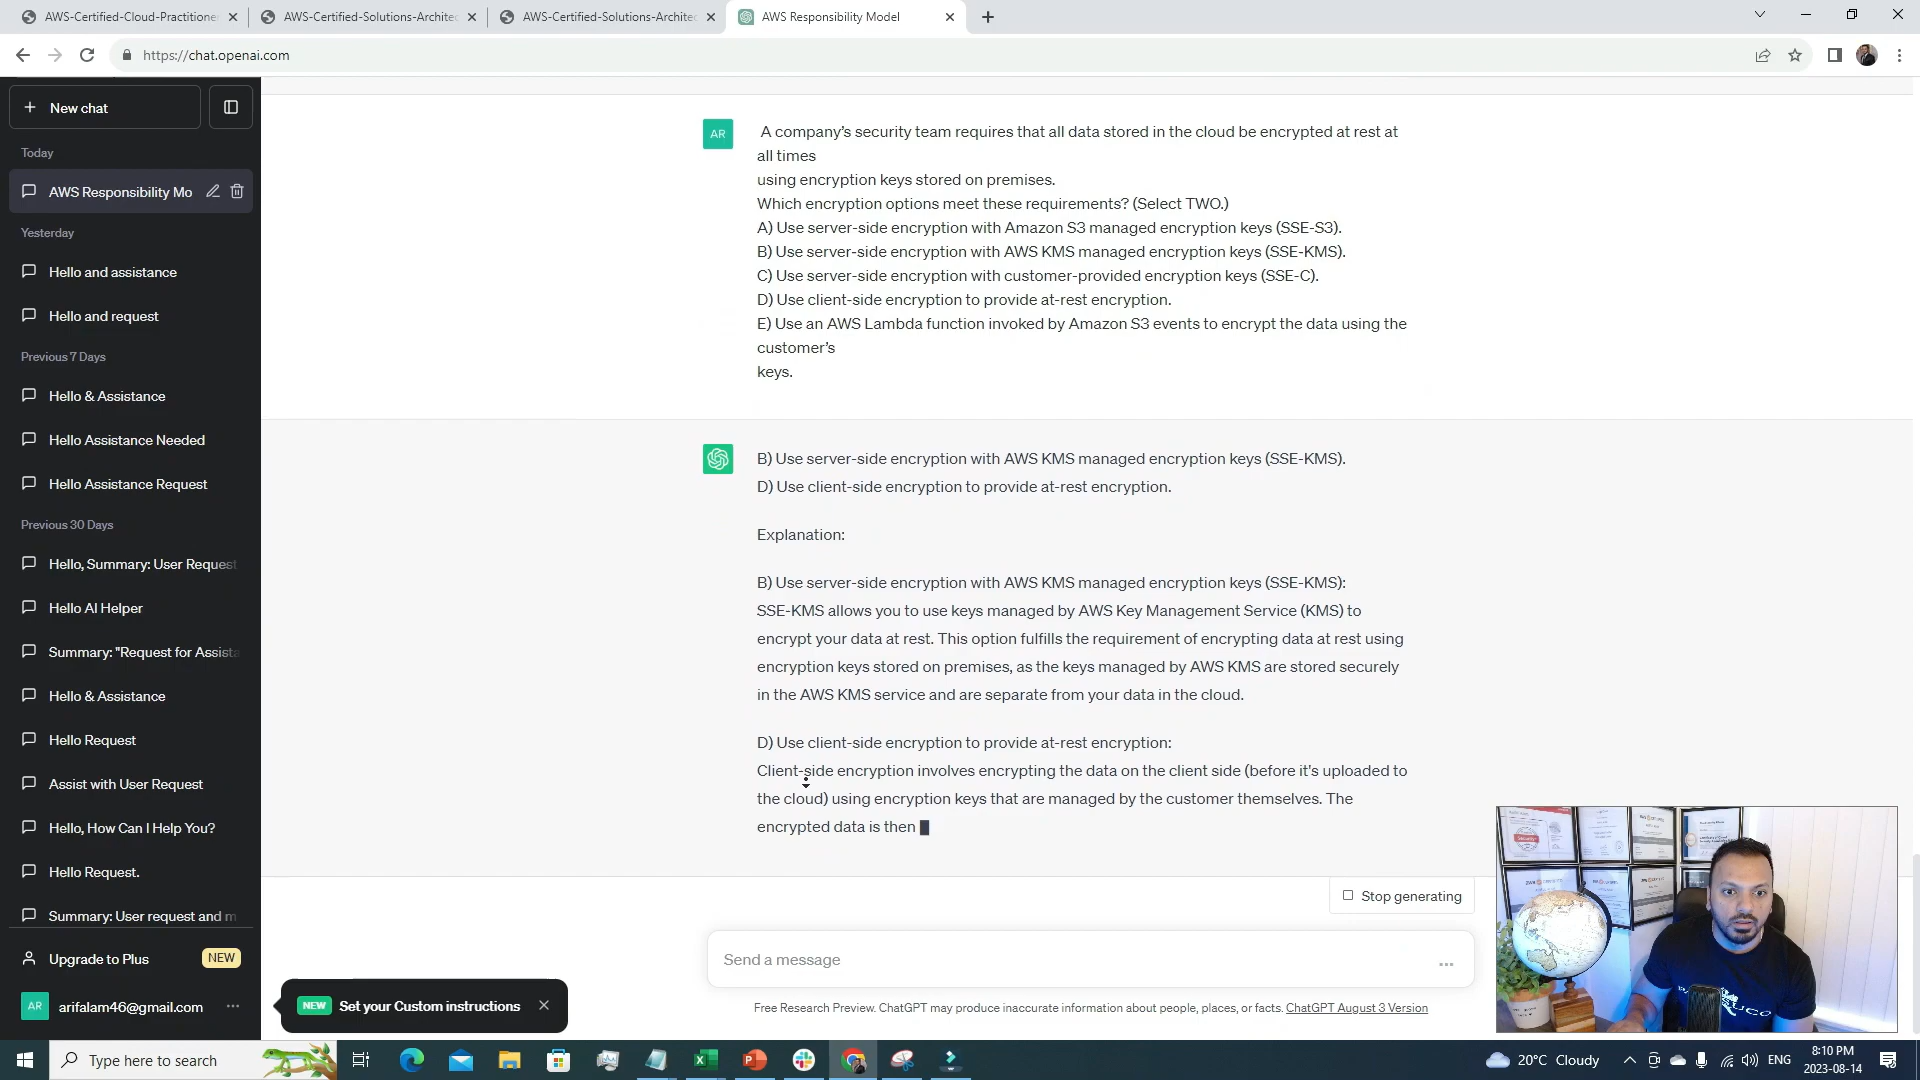 AWS-Certified-Cloud-Practitioner
AWS-Certified-Solutions-Architec
AWS-Certified-Solutions-Architec
AWS Responsibility Model
https://chat.openai.com
New chat
Today
AWS Responsibility Mo
Yesterday
Hello and assistance
Hello and request
Previous 7 Days
Hello & Assistance
Hello Assistance Needed
Hello Assistance Request
Previous 30 Days
Hello, Summary: User Request
Hello AI Helper
Summary: "Request for Assista
Hello & Assistance
Hello Request
Assist with User Request
Hello, How Can I Help You?
Hello Request.
Summary: User request and m
Upgrade to Plus NEW
AR arifalam46@gmail.com
AR
A company’s security team requires that all data stored in the cloud be encrypted at rest at
all times
using encryption keys stored on premises.
Which encryption options meet these requirements? (Select TWO.)
A) Use server-side encryption with Amazon S3 managed encryption keys (SSE-S3).
B) Use server-side encryption with AWS KMS managed encryption keys (SSE-KMS).
C) Use server-side encryption with customer-provided encryption keys (SSE-C).
D) Use client-side encryption to provide at-rest encryption.
E) Use an AWS Lambda function invoked by Amazon S3 events to encrypt the data using the
customer’s
keys.
B) Use server-side encryption with AWS KMS managed encryption keys (SSE-KMS).
D) Use client-side encryption to provide at-rest encryption.
Explanation:
B) Use server-side encryption with AWS KMS managed encryption keys (SSE-KMS):
SSE-KMS allows you to use keys managed by AWS Key Management Service (KMS) to
encrypt your data at rest. This option fulfills the requirement of encrypting data at rest using
encryption keys stored on premises, as the keys managed by AWS KMS are stored securely
in the AWS KMS service and are separate from your data in the cloud.
D) Use client-side encryption to provide at-rest encryption:
Client-side encryption involves encrypting the data on the client side (before it's uploaded to
the cloud) using encryption keys that are managed by the customer themselves. The
encrypted data is then
Stop generating
Send a message
NEW Set your Custom instructions
Free Research Preview. ChatGPT may produce inaccurate information about people, places, or facts. ChatGPT August 3 Version
Type here to search
20°C Cloudy
ENG
8:10 PM
2023-08-14